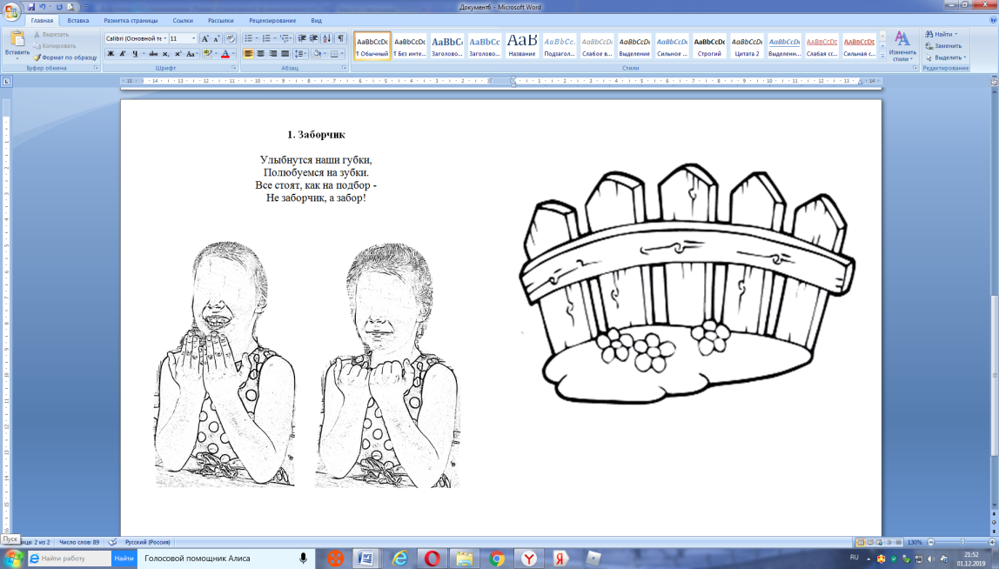 Документ6 - Microsoft Word
Главная Вставка Разметка страницы Ссылки Рассылки Рецензирование Вид
Вставить
Вырезать
Копировать
Формат по образцу
Буфер обмена
Calibri (Основной те 11
Ж К Ч
Шрифт
Абзац
AaBbCcDc AaBbCcDc AaBbC AaBbCc AaB AaBbCc. AaBbCcDc AaBbCcDc AaBbCcDc AaBbCcDc AaBbCcDc AaBbCcDc AaBbCcDc AaBbCcDc
¶ Обычный ¶ Без инте... Заголово... Заголово... Название Подзагол... Слабое в... Выделение Сильное ... Строгий Цитата 2 Выделенн... Слабая сс... Сильная с...
Изменить стили
Стили
Найти
Заменить
Выделить
Редактирование
1. Заборчик
Улыбнутся наши губки,
Полюбуемся на зубки.
Все стоят, как на подбор -
Не заборчик, а забор!
Пуск
2 из 2 Число слов: 89 Русский (Россия) 130%
Найти работу Найти Голосовой помощник Алиса RU 21:52
01.12.2019